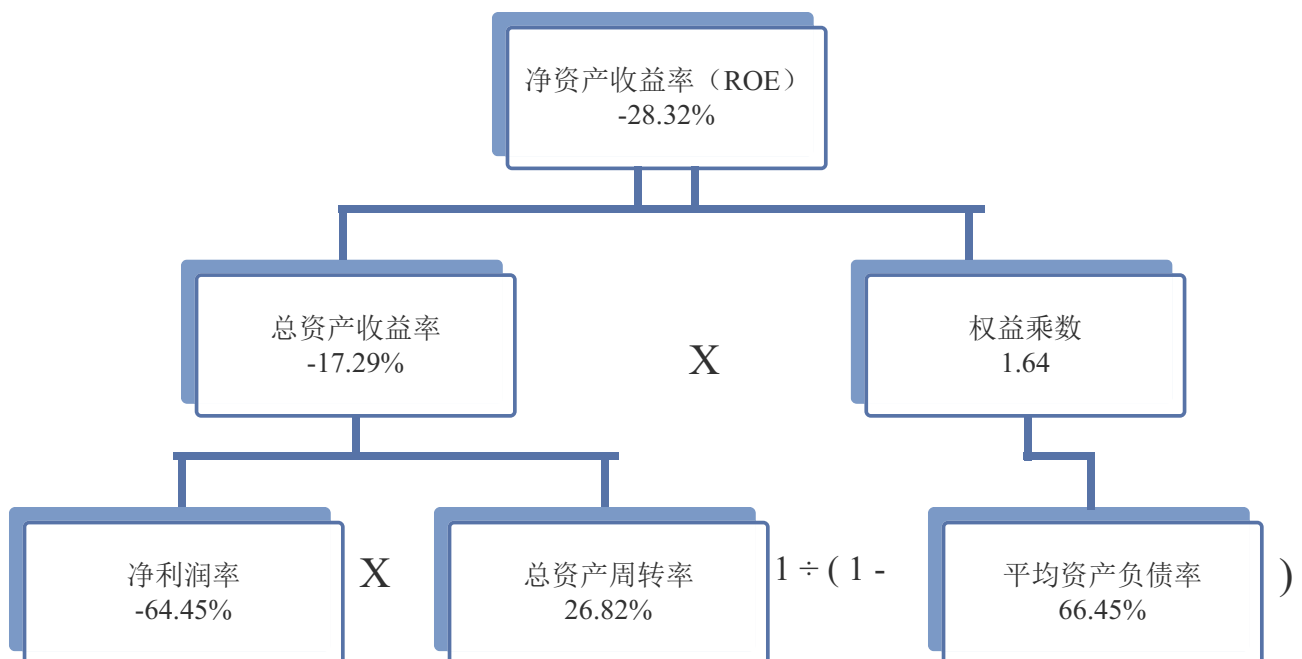 净资产收益率（ROE）
-28.32%
总资产收益率
-17.29%
X
权益乘数
1.64
净利润率
-64.45%
X
总资产周转率
26.82%
1 ÷ ( 1 -
平均资产负债率
66.45%
)